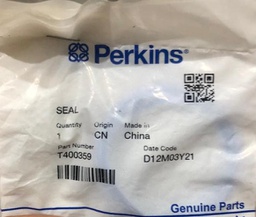 Perkins®
SEAL
Quantity Origin Made in
1 CN China
Part Number Date Code
T400359 D12M03Y21
Genuine Parts